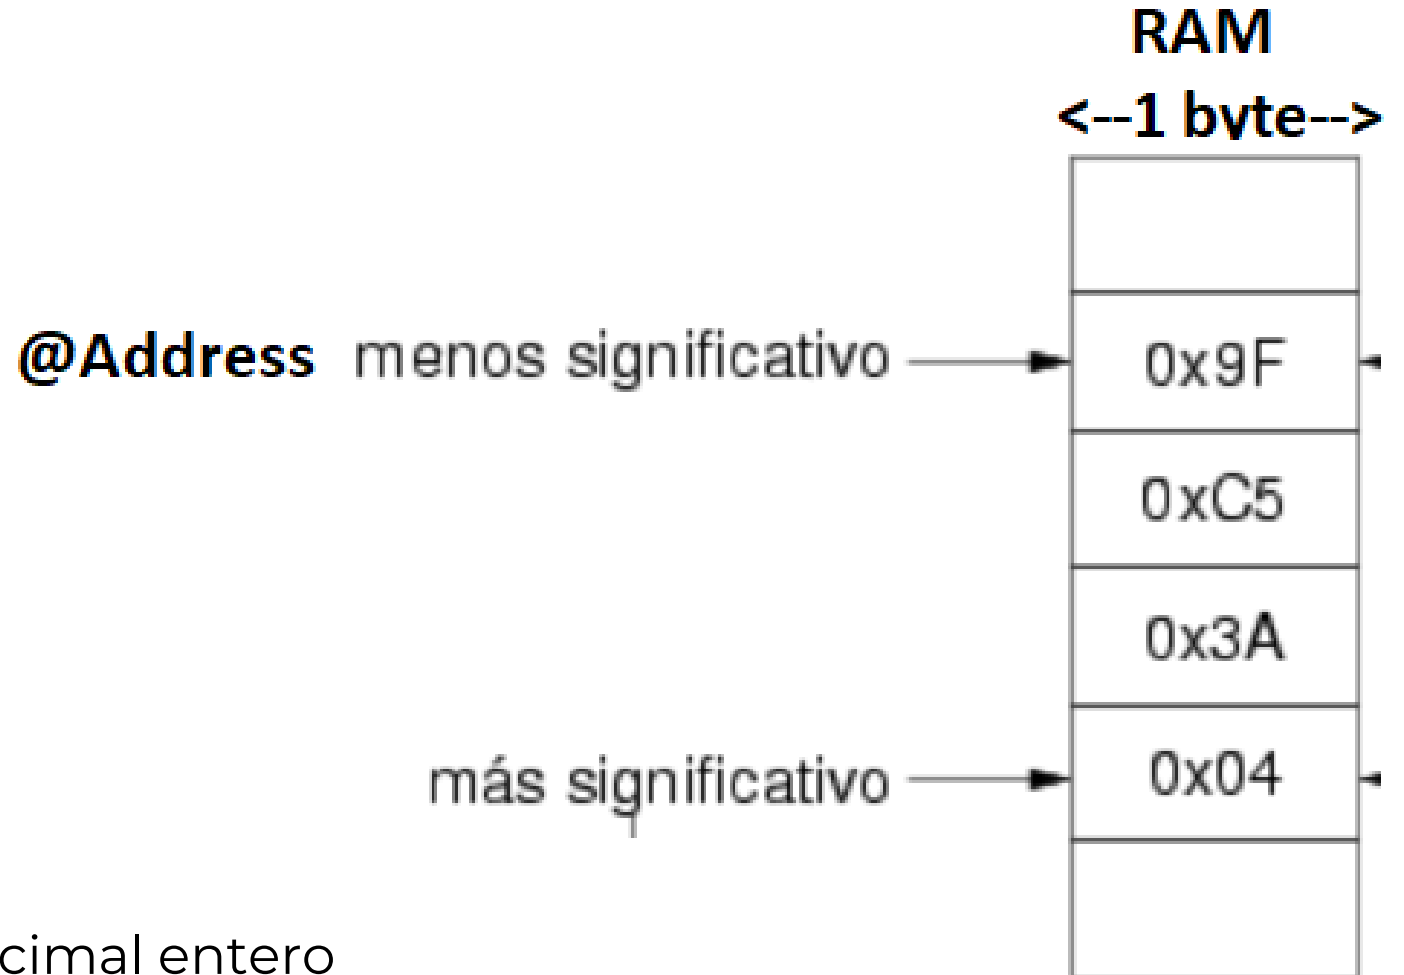 RAM
<--1 byte-->
@Address menos significativo 0x9F
0xC5
0x3A
más significativo 0x04
cimal entero